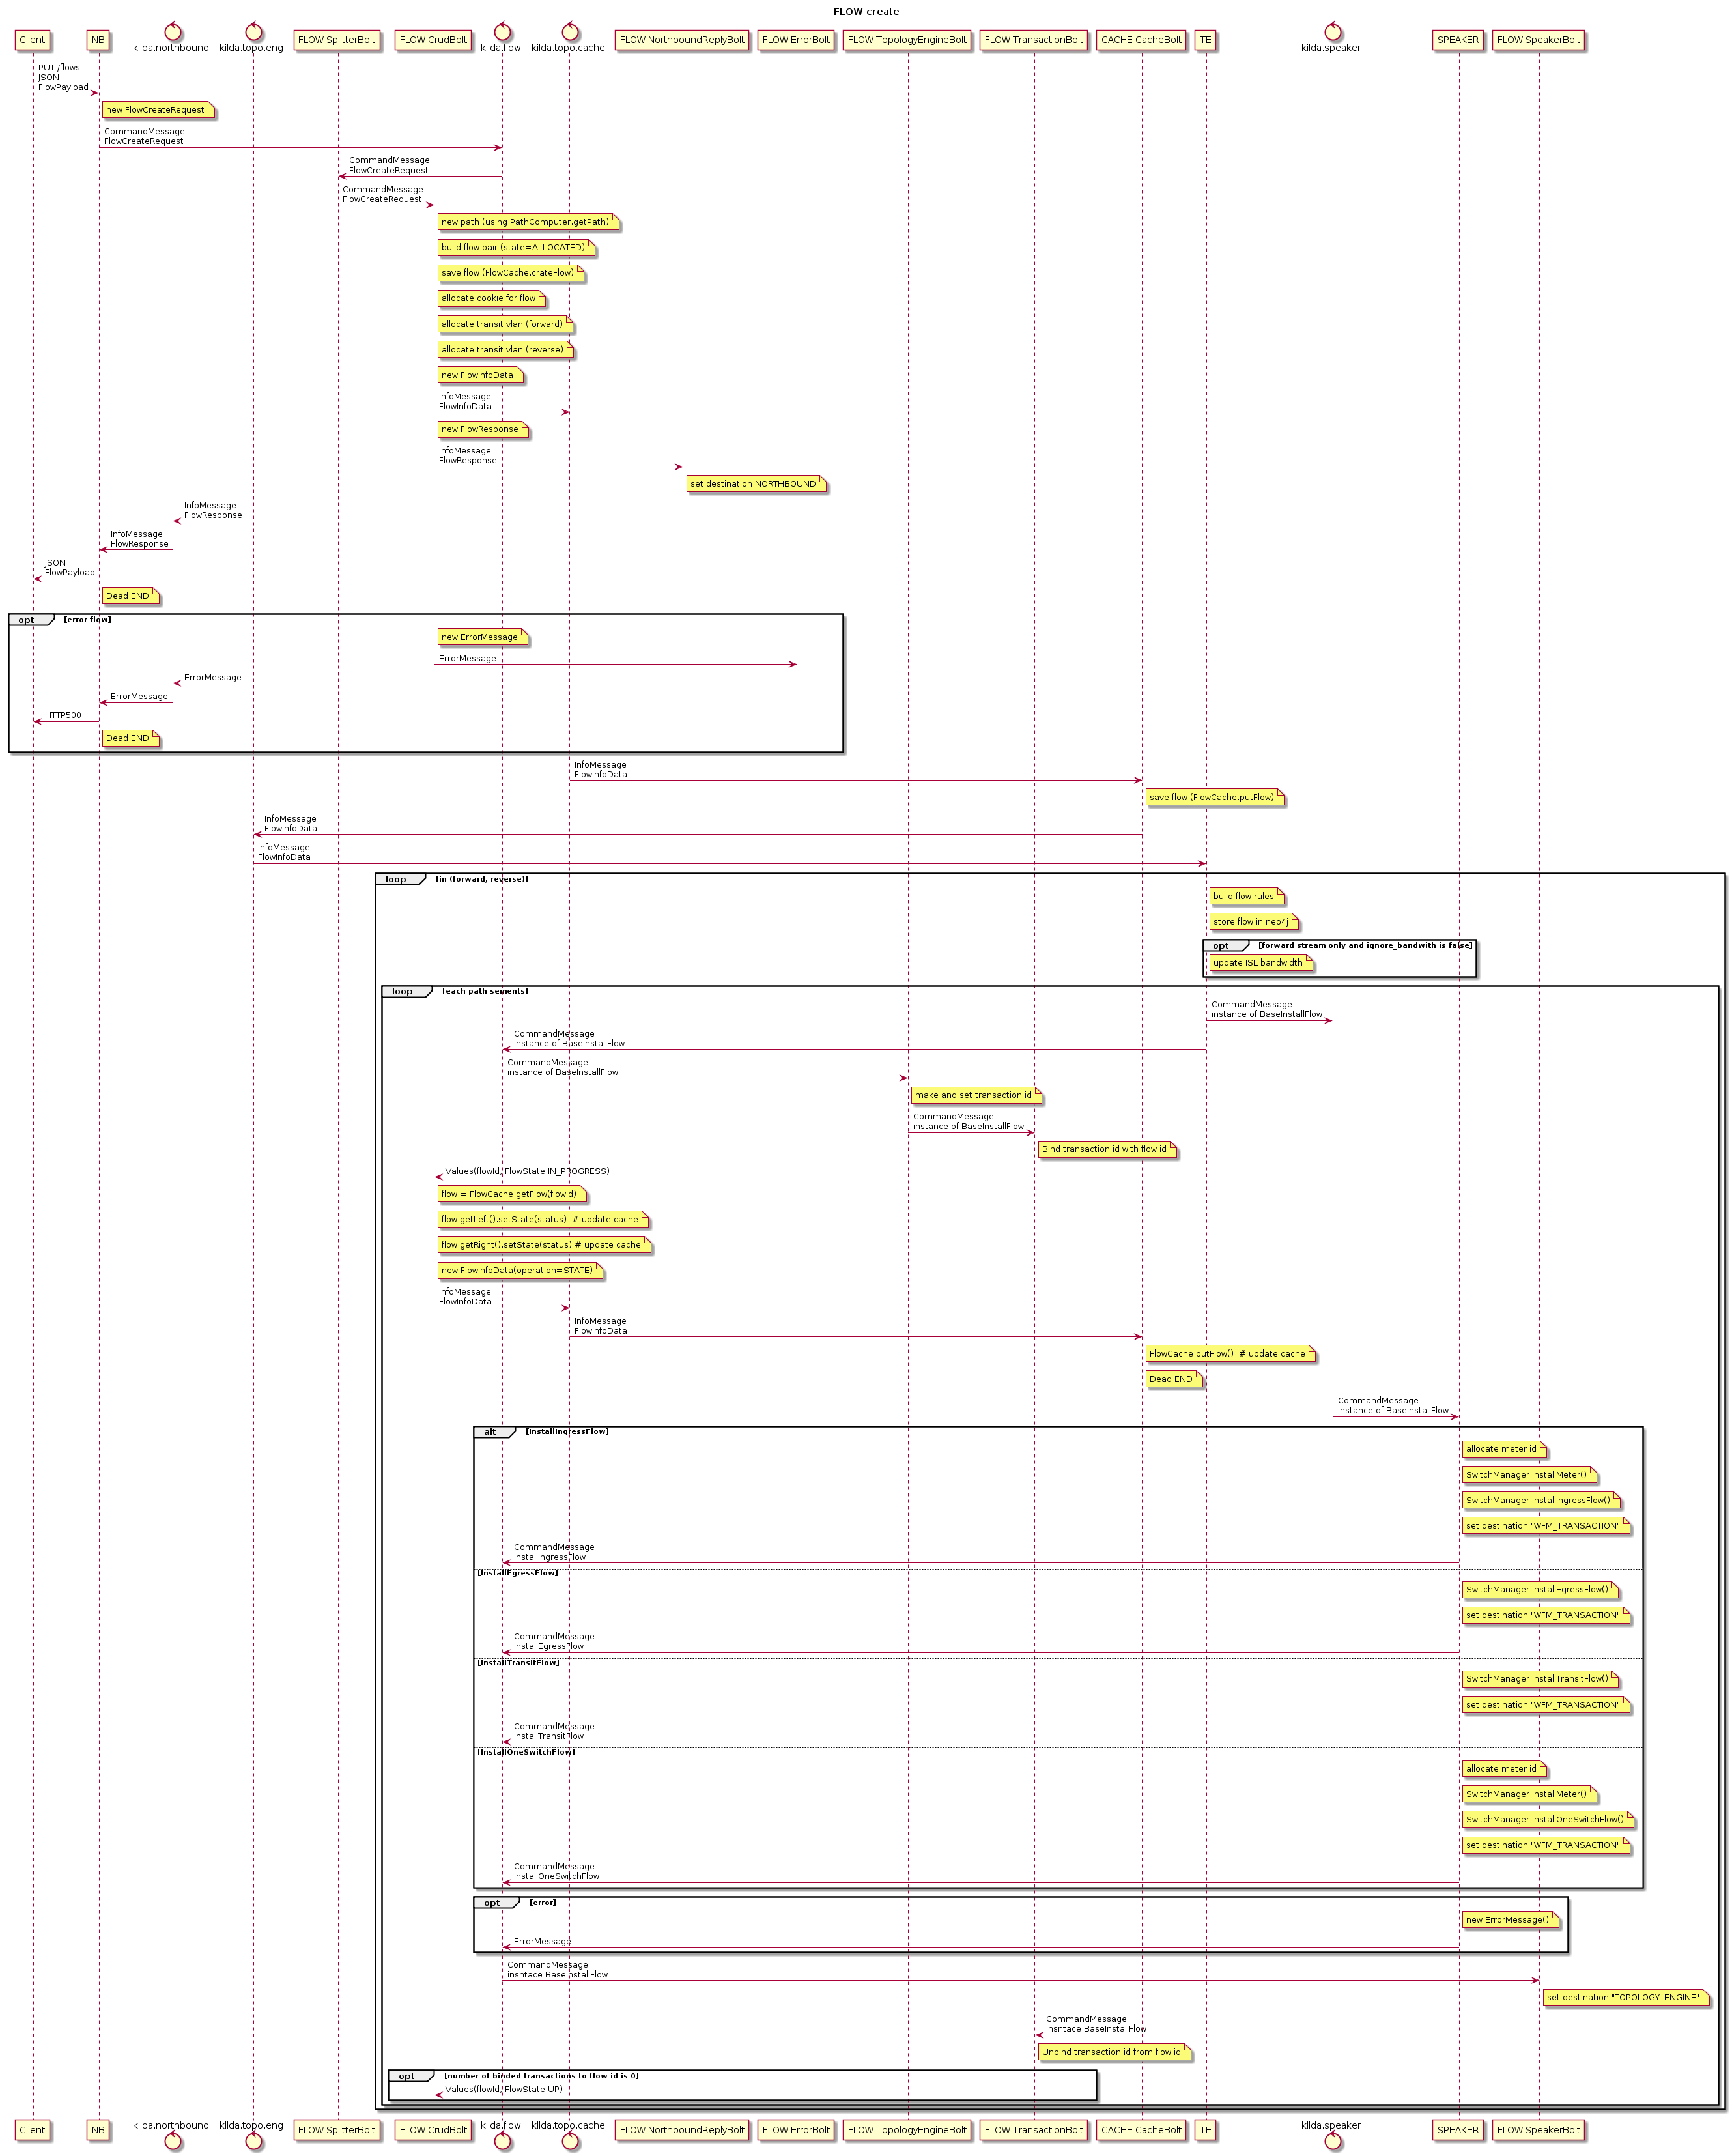 FLOW create
Client
NB
kilda.northbound
kilda.topo.eng
FLOW SplitterBolt
FLOW CrudBolt
kilda.flow
kilda.topo.cache
FLOW NorthboundReplyBolt
FLOW ErrorBolt
FLOW TopologyEngineBolt
FLOW TransactionBolt
CACHE CacheBolt
TE
kilda.speaker
SPEAKER
FLOW SpeakerBolt
PUT /flows
JSON
FlowPayload
new FlowCreateRequest
CommandMessage
FlowCreateRequest
CommandMessage
FlowCreateRequest
CommandMessage
FlowCreateRequest
new path (using PathComputer.getPath)
build flow pair (state=ALLOCATED)
save flow (FlowCache.crateFlow)
allocate cookie for flow
allocate transit vlan (forward)
allocate transit vlan (reverse)
new FlowInfoData
InfoMessage
FlowInfoData
new FlowResponse
InfoMessage
FlowResponse
set destination NORTHBOUND
InfoMessage
FlowResponse
InfoMessage
FlowResponse
JSON
FlowPayload
Dead END
opt [error flow]
new ErrorMessage
ErrorMessage
ErrorMessage
ErrorMessage
HTTP500
Dead END
InfoMessage
FlowInfoData
save flow (FlowCache.putFlow)
InfoMessage
FlowInfoData
InfoMessage
FlowInfoData
loop [in (forward, reverse)]
build flow rules
store flow in neo4j
opt [forward stream only and ignore_bandwith is false]
update ISL bandwidth
loop [each path sements]
CommandMessage
instance of BaseInstallFlow
CommandMessage
instance of BaseInstallFlow
CommandMessage
instance of BaseInstallFlow
make and set transaction id
CommandMessage
instance of BaseInstallFlow
Bind transaction id with flow id
Values(flowId, FlowState.IN_PROGRESS)
flow = FlowCache.getFlow(flowId)
flow.getLeft().setState(status)  # update cache
flow.getRight().setState(status) # update cache
new FlowInfoData(operation=STATE)
InfoMessage
FlowInfoData
InfoMessage
FlowInfoData
FlowCache.putFlow()  # update cache
Dead END
CommandMessage
instance of BaseInstallFlow
alt [InstallIngressFlow]
allocate meter id
SwitchManager.installMeter()
SwitchManager.installIngressFlow()
set destination "WFM_TRANSACTION"
CommandMessage
InstallIngressFlow
[InstallEgressFlow]
SwitchManager.installEgressFlow()
set destination "WFM_TRANSACTION"
CommandMessage
InstallEgressFlow
[InstallTransitFlow]
SwitchManager.installTransitFlow()
set destination "WFM_TRANSACTION"
CommandMessage
InstallTransitFlow
[InstallOneSwitchFlow]
allocate meter id
SwitchManager.installMeter()
SwitchManager.installOneSwitchFlow()
set destination "WFM_TRANSACTION"
CommandMessage
InstallOneSwitchFlow
opt [error]
new ErrorMessage()
ErrorMessage
CommandMessage
insntace BaseInstallFlow
set destination "TOPOLOGY_ENGINE"
CommandMessage
insntace BaseInstallFlow
Unbind transaction id from flow id
opt [number of binded transactions to flow id is 0]
Values(flowId, FlowState.UP)
Client
NB
kilda.northbound
kilda.topo.eng
FLOW SplitterBolt
FLOW CrudBolt
kilda.flow
kilda.topo.cache
FLOW NorthboundReplyBolt
FLOW ErrorBolt
FLOW TopologyEngineBolt
FLOW TransactionBolt
CACHE CacheBolt
TE
kilda.speaker
SPEAKER
FLOW SpeakerBolt